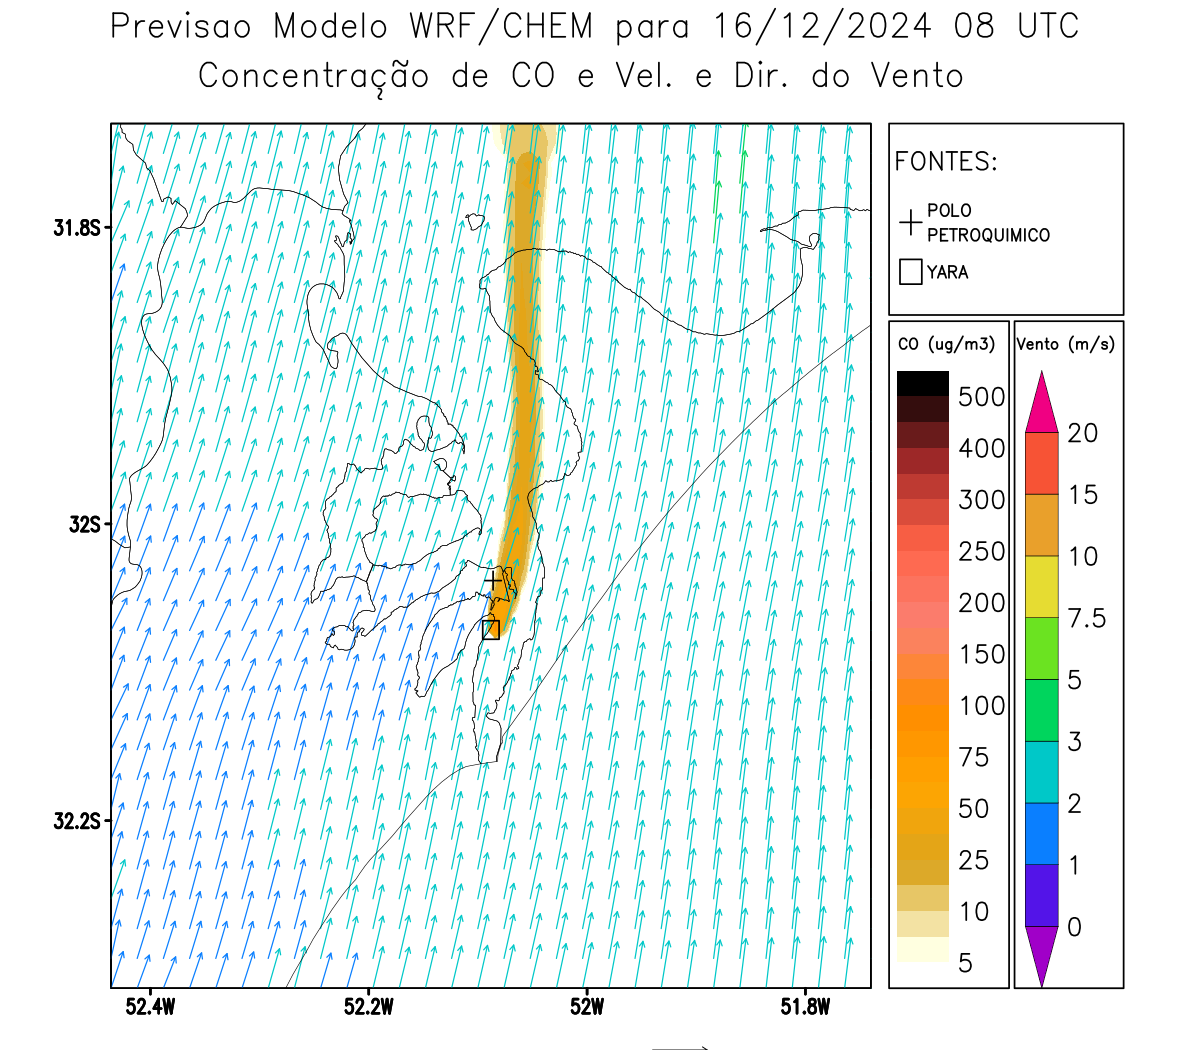 Previsao Modelo WRF/CHEM para 16/12/2024 08 UTC
Concentração de CO e Vel. e Dir. do Vento
FONTES:
POLO
PETROQUIMICO
YARA
CO (ug/m3)
500
400
300
250
200
150
100
75
50
25
10
5
Vento (m/s)
20
15
10
7.5
5
3
2
1
0
31.8S
32S
32.2S
52.4W
52.2W
52W
51.8W